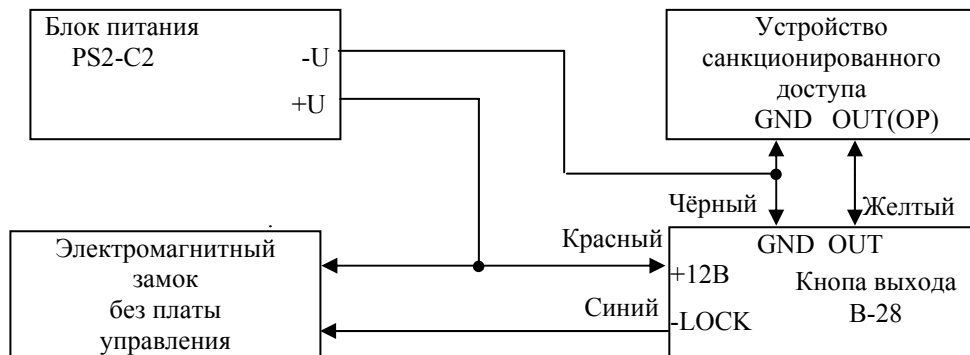 Блок питания
PS2-C2
-U
+U
Устройство
санкционированного
доступа
GND OUT(OP)
Чёрный
Желтый
Электромагнитный
замок
без платы
управления
Красный
Синий
GND OUT
+12В
Кнопа выхода
В-28
-LOCK